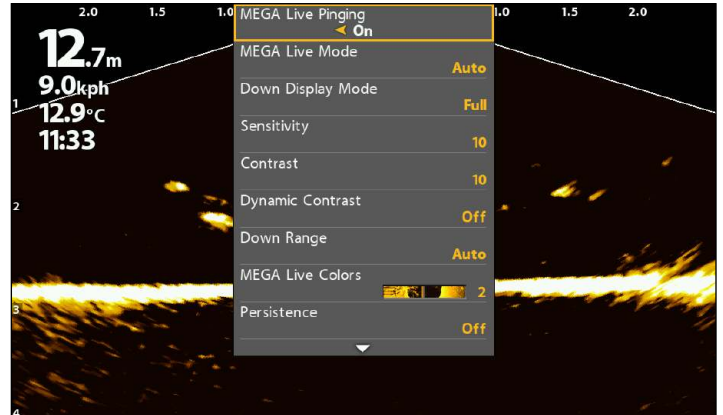 2.0 1.5 1.0 1.0 1.5 2.0
12.7m
9.0kph
12.9°C
11:33
1
2
3
4
MEGA Live Pinging
On
MEGA Live Mode
Auto
Down Display Mode
Full
Sensitivity
10
Contrast
10
Dynamic Contrast
Off
Down Range
Auto
MEGA Live Colors
2
Persistence
Off